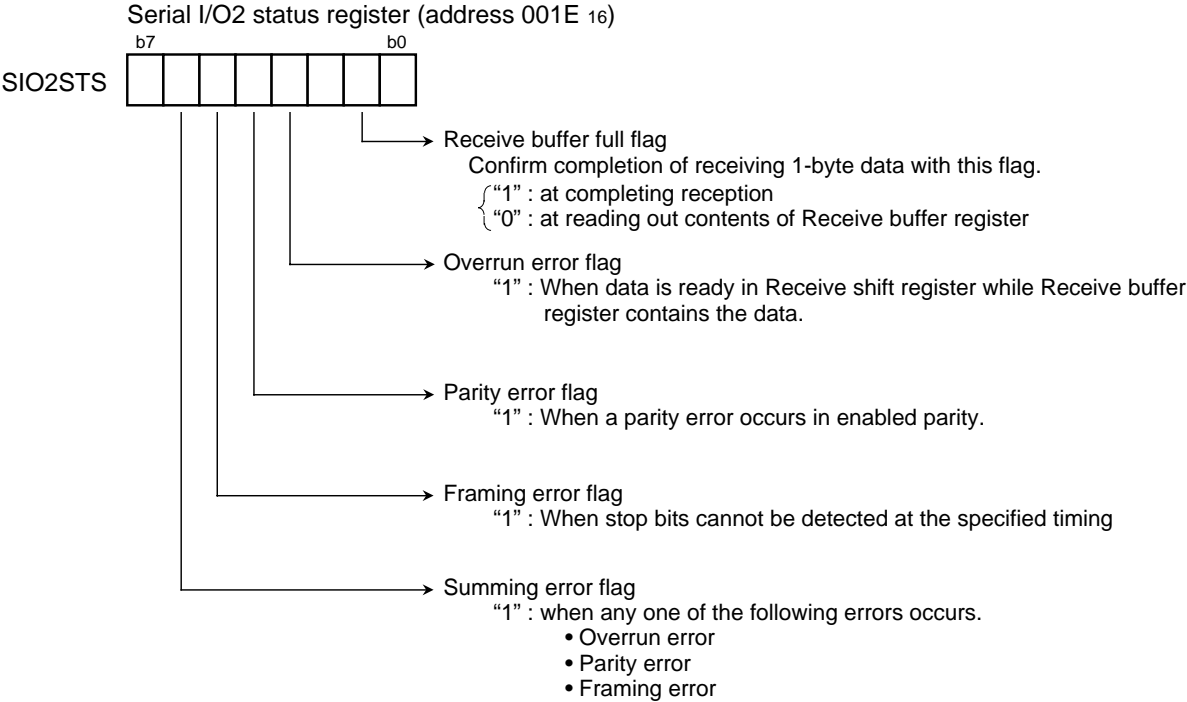 Serial I/O2 status register (address 001E 16)
b7 b0
SIO2STS
Receive buffer full flag
Confirm completion of receiving 1-byte data with this flag.
“1” : at completing reception
“0” : at reading out contents of Receive buffer register
Overrun error flag
“1” : When data is ready in Receive shift register while Receive buffer
register contains the data.
Parity error flag
“1” : When a parity error occurs in enabled parity.
Framing error flag
“1” : When stop bits cannot be detected at the specified timing
Summing error flag
“1” : when any one of the following errors occurs.
• Overrun error
• Parity error
• Framing error